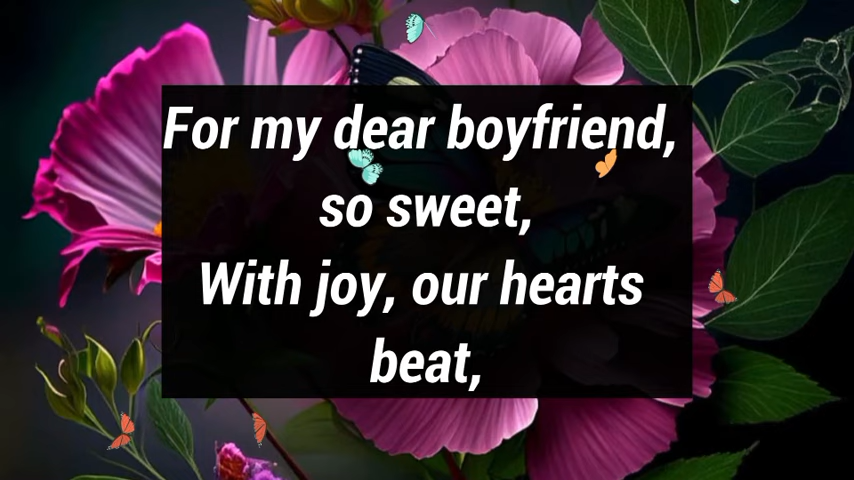 For my dear boyfriend,
so sweet,
With joy, our hearts
beat,